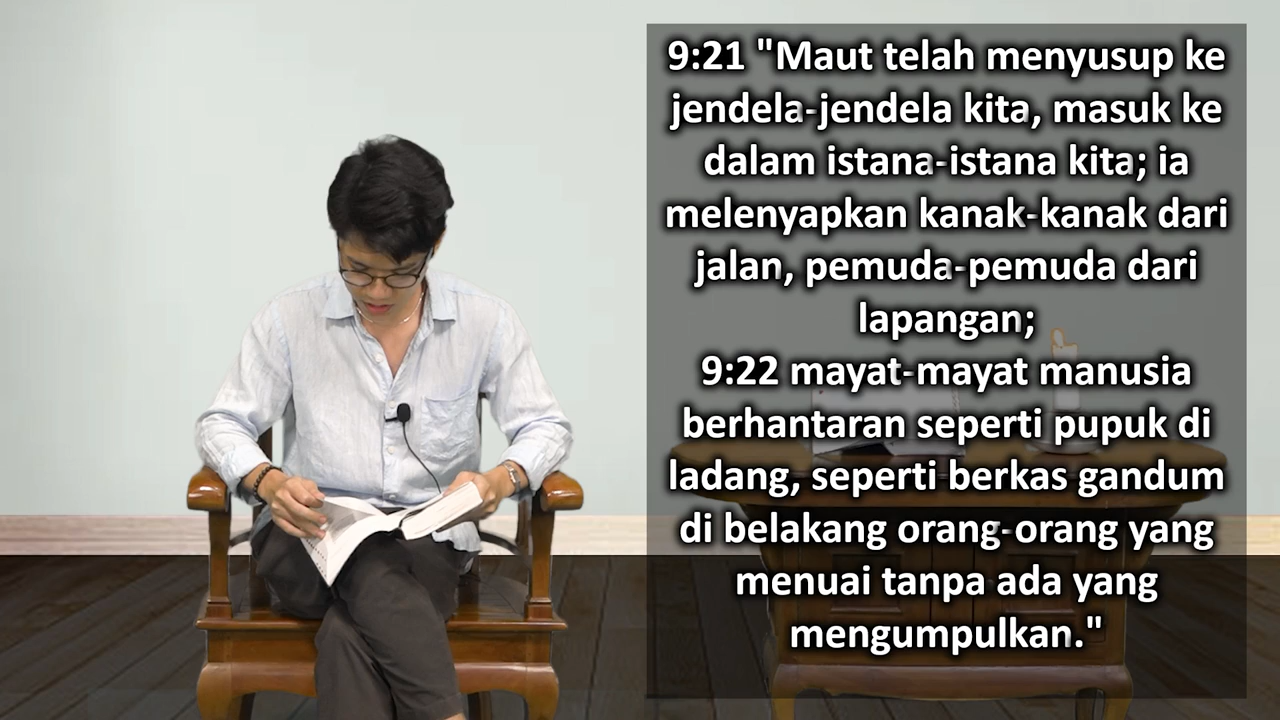 9:21 "Maut telah menyusup ke
jendela-jendela kita, masuk ke
dalam istana-istana kita; ia
melenyapkan kanak-kanak dari
jalan, pemuda-pemuda dari
lapangan;
9:22 mayat-mayat manusia
berhantaran seperti pupuk di
ladang, seperti berkas gandum
di belakang orang-orang yang
menuai tanpa ada yang
mengumpulkan."